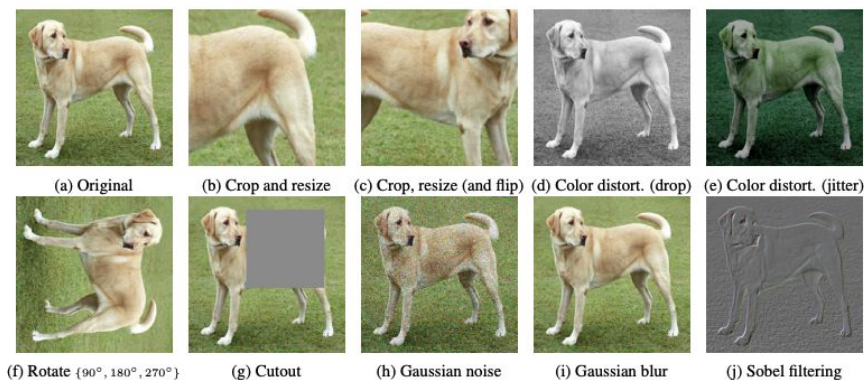 (a) Original
(b) Crop and resize
(c) Crop, resize (and flip)
(d) Color distort. (drop)
(e) Color distort. (jitter)
(f) Rotate {90°, 180°, 270°}
(g) Cutout
(h) Gaussian noise
(i) Gaussian blur
(j) Sobel filtering